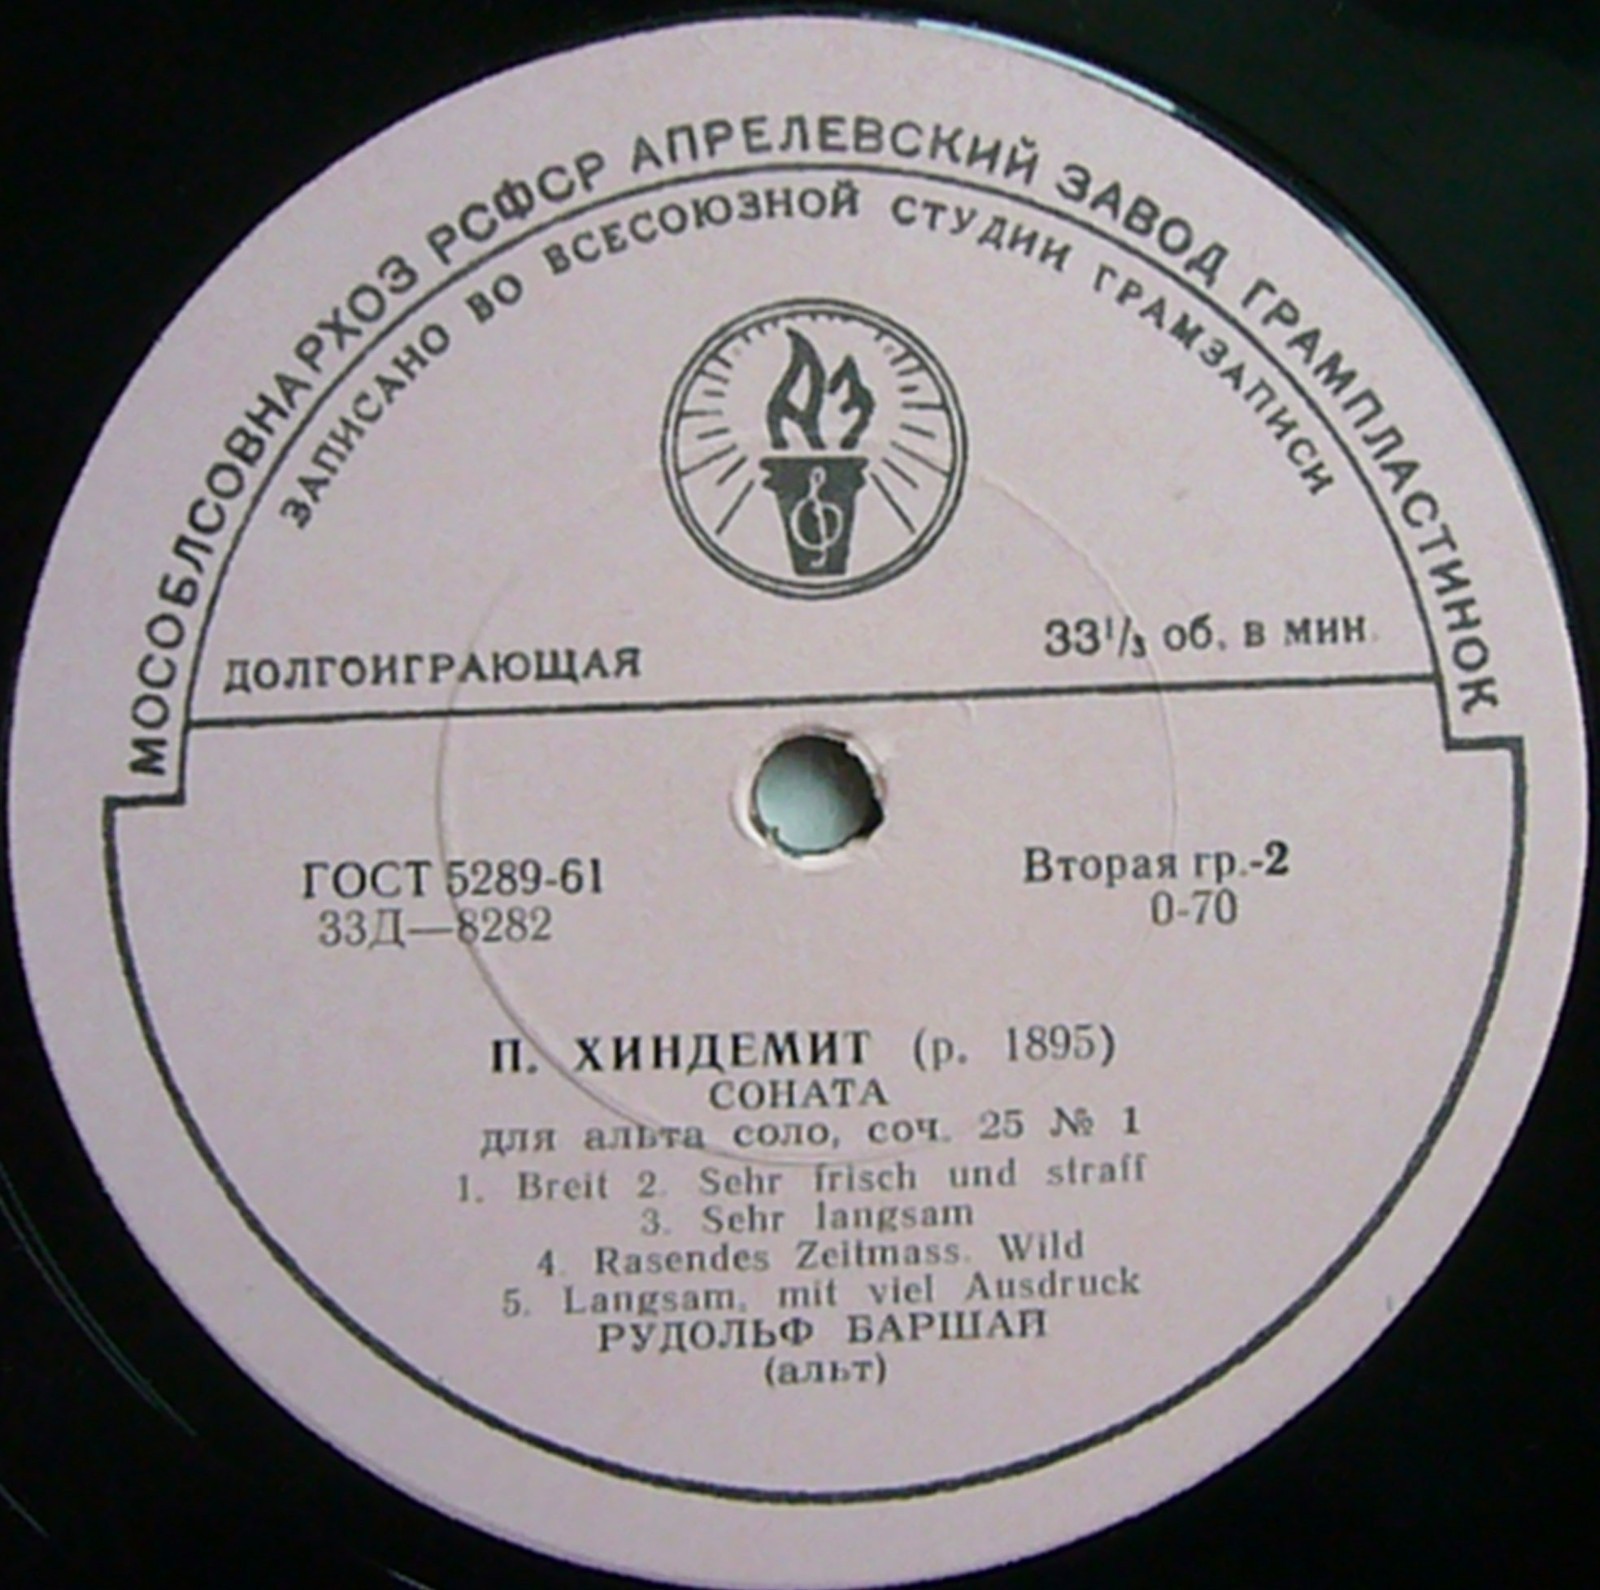 МОСОБЛСОВНАРХОЗ РСФСР АПРЕЛЕВСКИЙ ЗАВОД ГРАМПЛАСТИНОК
ЗАПИСАНО ВО ВСЕСОЮЗНОЙ СТУДИИ ГРАМЗАПИСИ
АЗ
ДОЛГОИГРАЮЩАЯ
33 1/3 об. в мин.
ГОСТ 5289-61
Вторая гр.-2
33Д—8282
0-70
П. ХИНДЕМИТ (р. 1895)
СОНАТА
для альта соло, соч. 25 № 1
1. Breit 2. Sehr frisch und straff
3. Sehr langsam
4. Rasendes Zeitmass. Wild
5. Langsam, mit viel Ausdruck
РУДОЛЬФ БАРШАЙ
(альт)